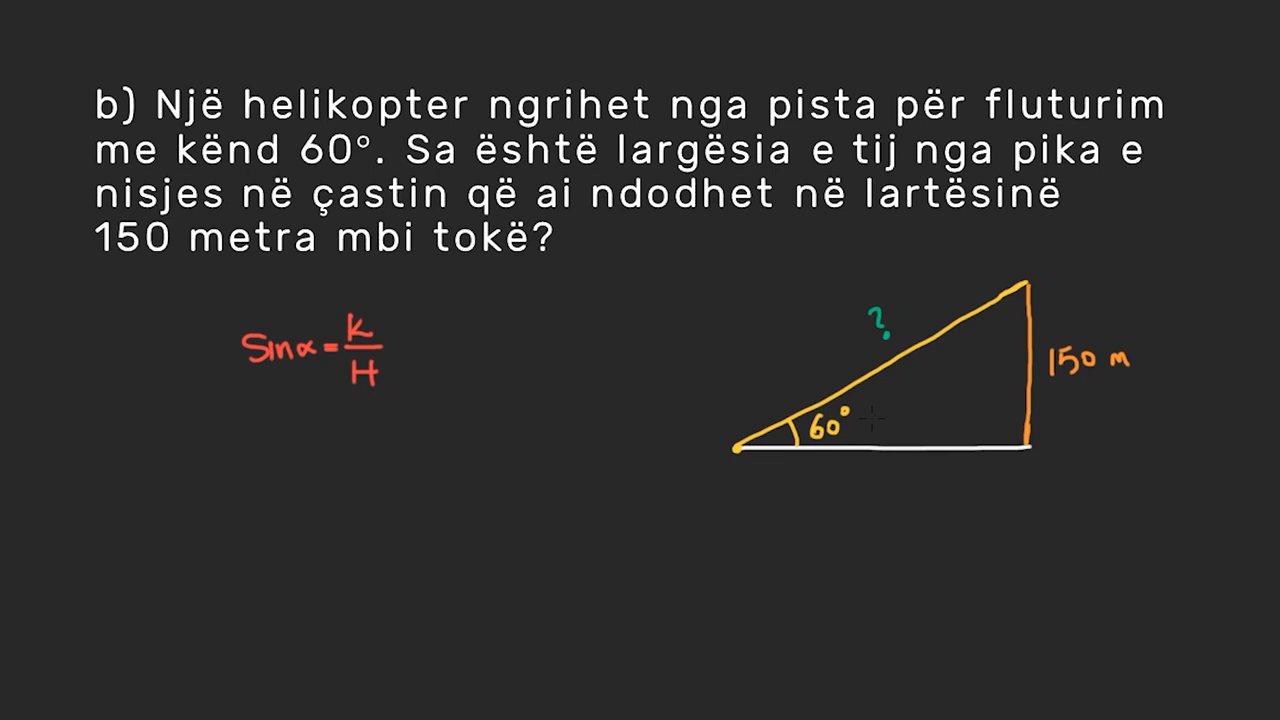 b) Një helikopter ngrihet nga pista për fluturim
me kënd 60°. Sa është largësia e tij nga pika e
nisjes në çastin që ai ndodhet në lartësinë
150 metra mbi tokë?
?
Sinα = K/H
150 m
60°